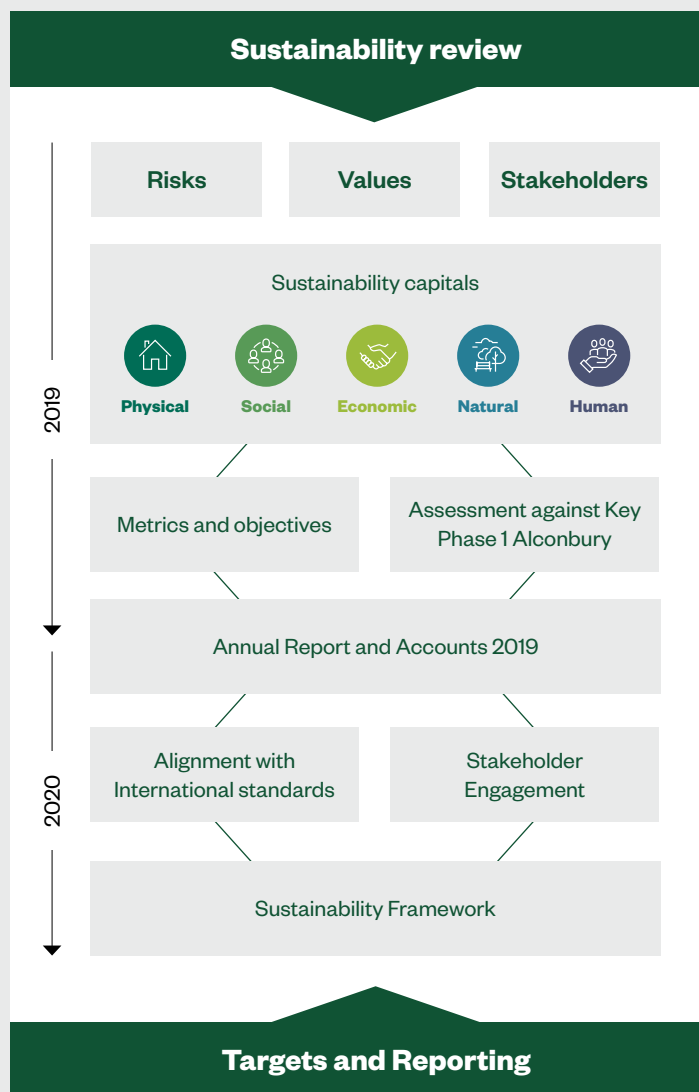 Sustainability review
Risks
Values
Stakeholders
Sustainability capitals
Physical
Social
Economic
Natural
Human
2019
Metrics and objectives
Assessment against Key
Phase 1 Alconbury
Annual Report and Accounts 2019
2020
Alignment with
International standards
Stakeholder
Engagement
Sustainability Framework
Targets and Reporting